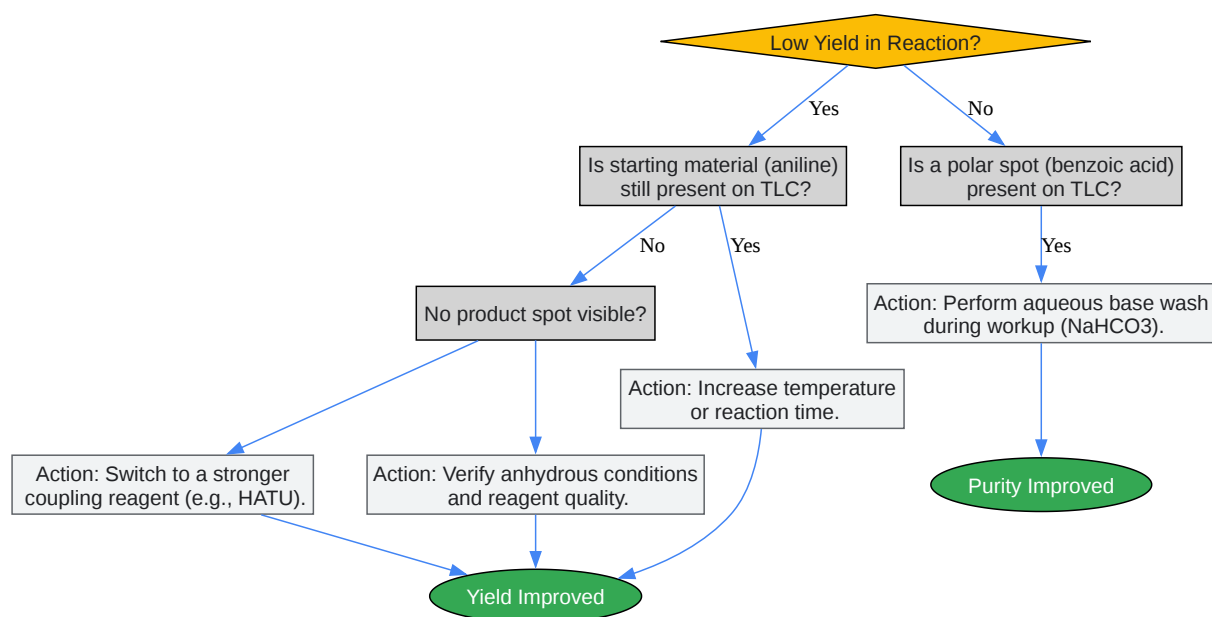 Low Yield in Reaction?
Yes
No
Is starting material (aniline)
still present on TLC?
Is a polar spot (benzoic acid)
present on TLC?
No
Yes
Yes
No product spot visible?
Action: Perform aqueous base wash
during workup (NaHCO3).
Action: Increase temperature
or reaction time.
Action: Switch to a stronger
coupling reagent (e.g., HATU).
Action: Verify anhydrous conditions
and reagent quality.
Purity Improved
Yield Improved